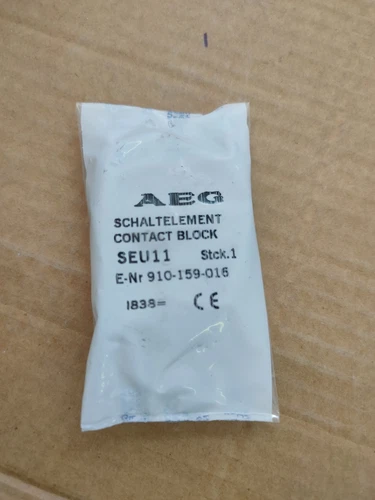 AEG
SCHALTELEMENT
CONTACT BLOCK
SEU11 Stck.1
E-Nr 910-159-016
1838= CE